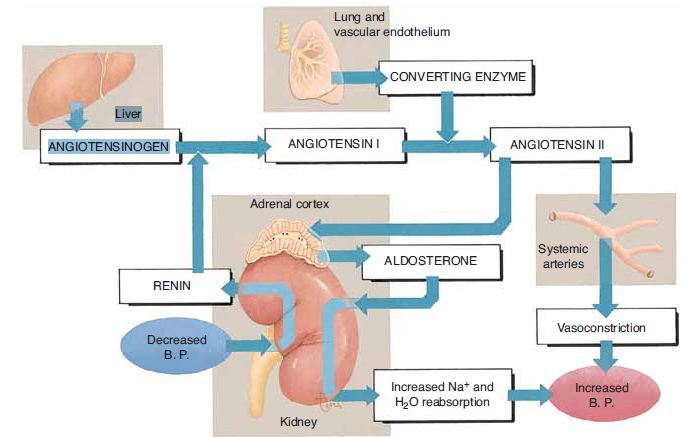 Lung and
vascular endothelium
CONVERTING ENZYME
Liver
ANGIOTENSINOGEN
ANGIOTENSIN I
ANGIOTENSIN II
Adrenal cortex
ALDOSTERONE
Systemic
arteries
RENIN
Decreased
B. P.
Vasoconstriction
Increased Na⁺ and
H₂O reabsorption
Increased
B. P.
Kidney